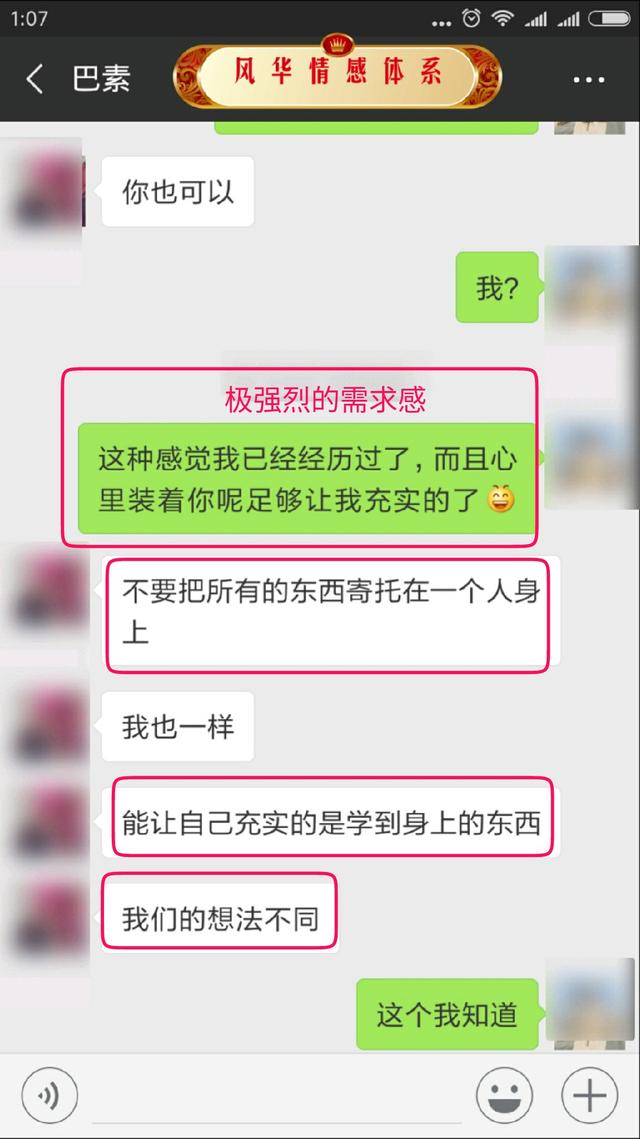 1:07
巴素
风华情感体系
你也可以
我?
极强烈的需求感
这种感觉我已经经历过了，而且心
里装着你呢足够让我充实的了
不要把所有的东西寄托在一个人身
上
我也一样
能让自己充实的是学到身上的东西
我们的想法不同
这个我知道